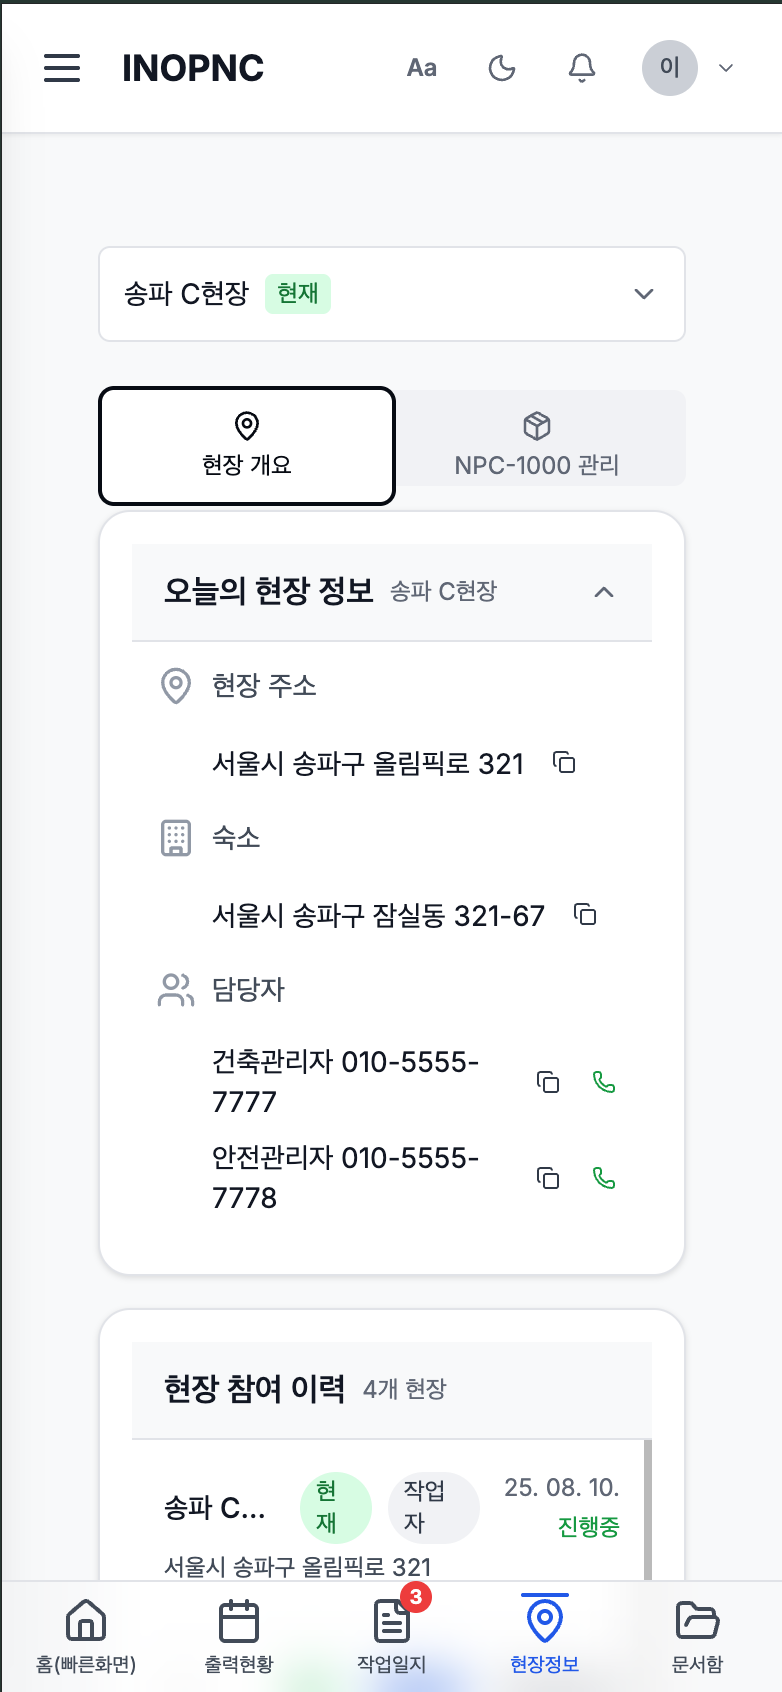 INOPNC
Aa
이
송파 C현장 현재
현장 개요
NPC-1000 관리
오늘의 현장 정보 송파 C현장
현장 주소
서울시 송파구 올림픽로 321
숙소
서울시 송파구 잠실동 321-67
담당자
건축관리자 010-5555-
7777
안전관리자 010-5555-
7778
현장 참여 이력 4개 현장
송파 C...
현
재
작업
자
25. 08. 10.
진행중
서울시 송파구 올림픽로 321
홈(빠른화면)
출력현황
3
작업일지
현장정보
문서함